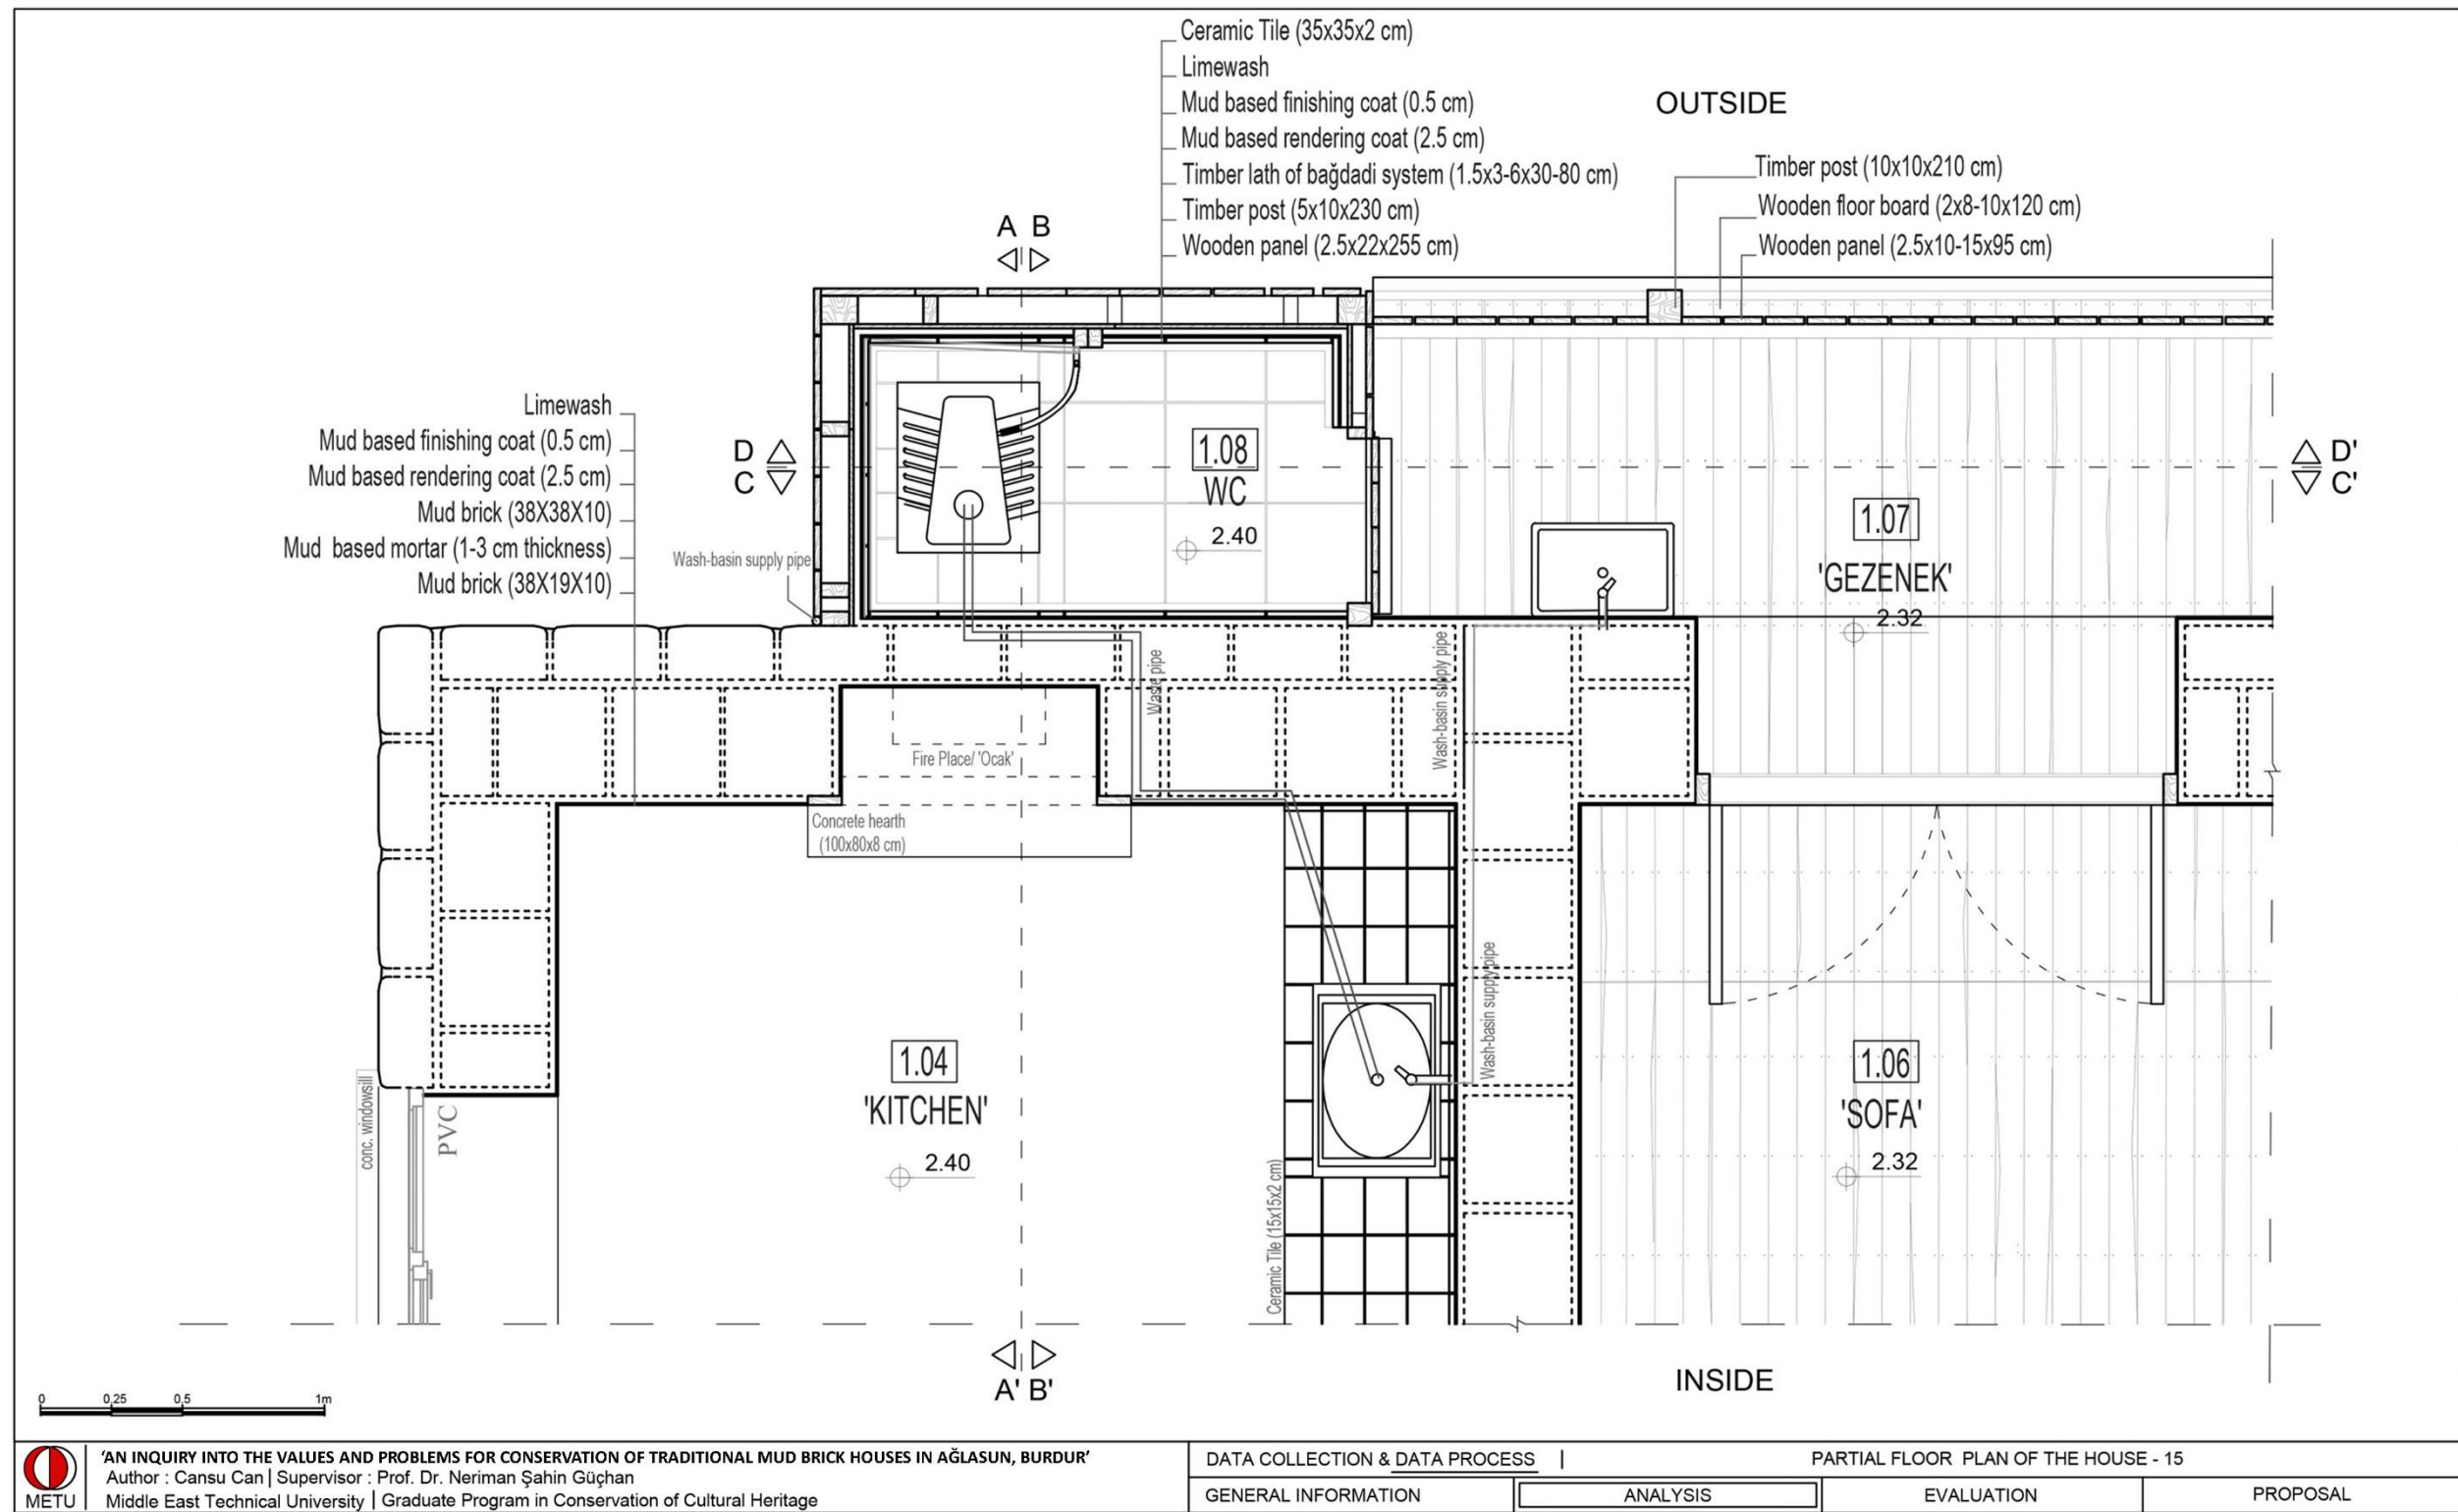 Ceramic Tile (35x35x2 cm)
Limewash
Mud based finishing coat (0.5 cm)
Mud based rendering coat (2.5 cm)
Timber lath of bağdadi system (1.5x3-6x30-80 cm)
Timber post (5x10x230 cm)
Wooden panel (2.5x22x255 cm)
OUTSIDE
Timber post (10x10x210 cm)
Wooden floor board (2x8-10x120 cm)
Wooden panel (2.5x10-15x95 cm)
A B
Limewash
Mud based finishing coat (0.5 cm)
Mud based rendering coat (2.5 cm)
Mud brick (38X38X10)
Mud based mortar (1-3 cm thickness)
Mud brick (38X19X10)
D
C
D'
C'
Wash-basin supply pipe
1.08
WC
2.40
1.07
'GEZENEK'
2.32
Waste pipe
Wash-basin supply pipe
Fire Place/ 'Ocak'
Concrete hearth
(100x80x8 cm)
Wash-basin supply pipe
1.04
'KITCHEN'
2.40
1.06
'SOFA'
2.32
conc. windowsill
PVC
Ceramic Tile (15x15x2 cm)
A' B'
INSIDE
0 0,25 0,5 1m
METU
'AN INQUIRY INTO THE VALUES AND PROBLEMS FOR CONSERVATION OF TRADITIONAL MUD BRICK HOUSES IN AĞLASUN, BURDUR'
Author : Cansu Can | Supervisor : Prof. Dr. Neriman Şahin Güçhan
Middle East Technical University | Graduate Program in Conservation of Cultural Heritage
DATA COLLECTION & DATA PROCESS | PARTIAL FLOOR PLAN OF THE HOUSE - 15
GENERAL INFORMATION ANALYSIS EVALUATION PROPOSAL